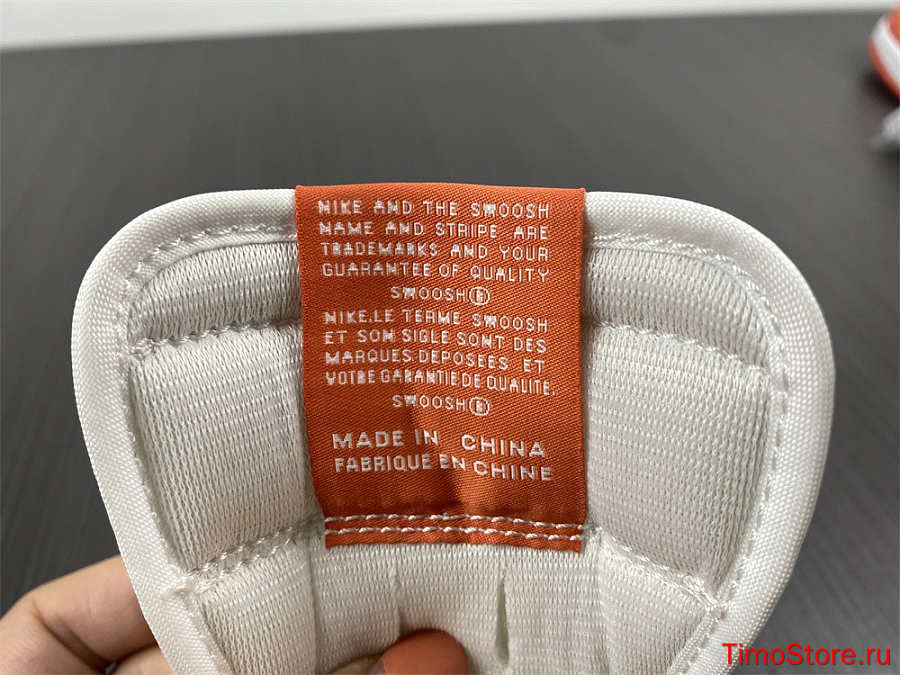 NIKE AND THE SWOOSH
NAME AND STRIPE ARE
TRADEMARKS AND YOUR
GUARANTEE OF QUALITY
SWOOSH®
NIKE.LE TERME SWOOSH
ET SON SIGLE SONT DES
MARQUES DEPOSEES ET
VOTRE GARANTIE DE QUALITE.
SWOOSH®
MADE IN CHINA
FABRIQUE EN CHINE
TimoStore.ru